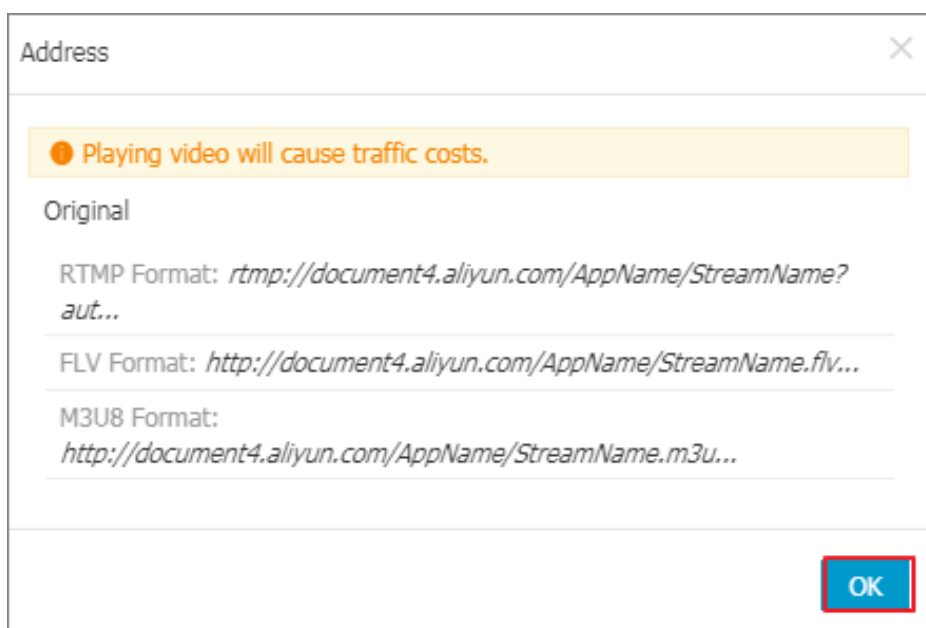 Address
Playing video will cause traffic costs.
Original
RTMP Format: rtmp://document4.aliyun.com/AppName/StreamName?
aut...
FLV Format: http://document4.aliyun.com/AppName/StreamName.flv...
M3U8 Format:
http://document4.aliyun.com/AppName/StreamName.m3u...
OK